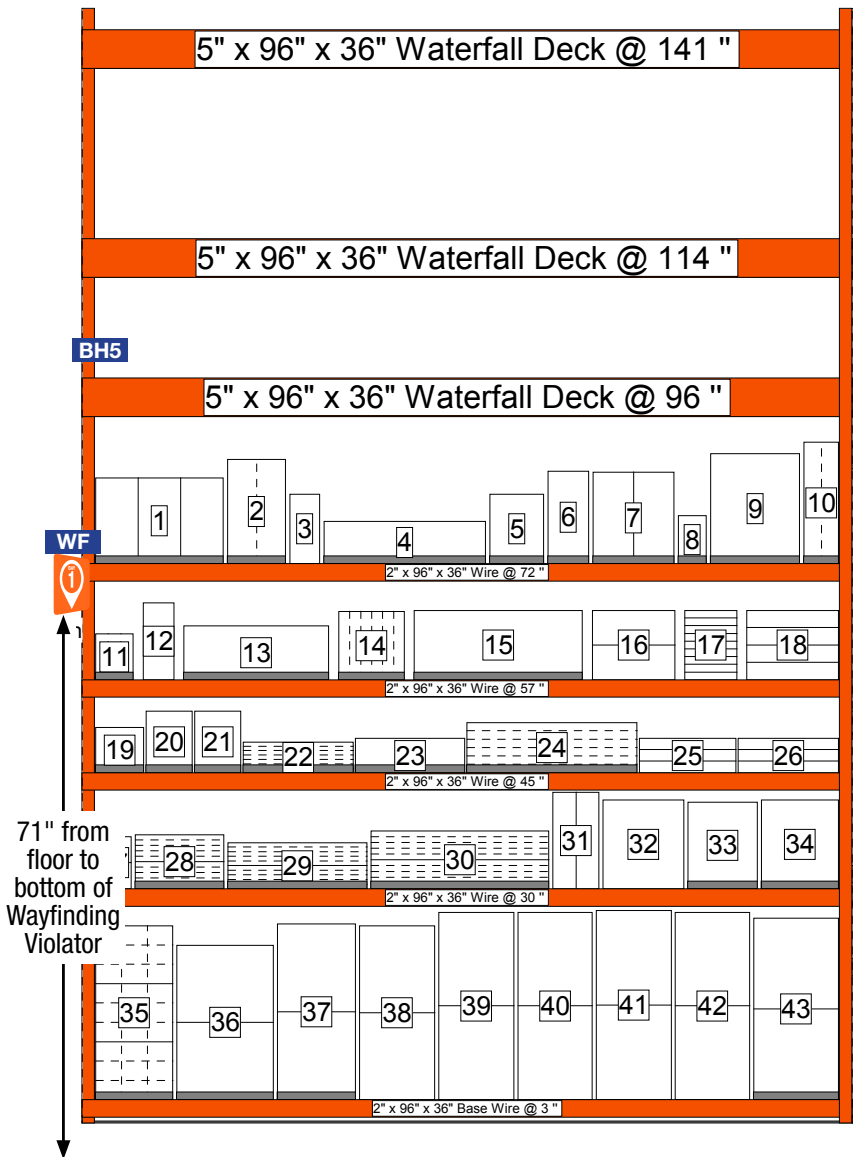 5" x 96" x 36" Waterfall Deck @ 141 "
5" x 96" x 36" Waterfall Deck @ 114 "
BH5
5" x 96" x 36" Waterfall Deck @ 96 "
1 2 3 4 5 6 7 8 9 10
WF
2" x 96" x 36" Wire @ 72 "
1
11 12 13 14 15 16 17 18
2" x 96" x 36" Wire @ 57 "
19 20 21 22 23 24 25 26
2" x 96" x 36" Wire @ 45 "
28 29 30 31 32 33 34
2" x 96" x 36" Wire @ 30 "
71" from
floor to
bottom of
Wayfinding
Violator
35 36 37 38 39 40 41 42 43
2" x 96" x 36" Base Wire @ 3 "